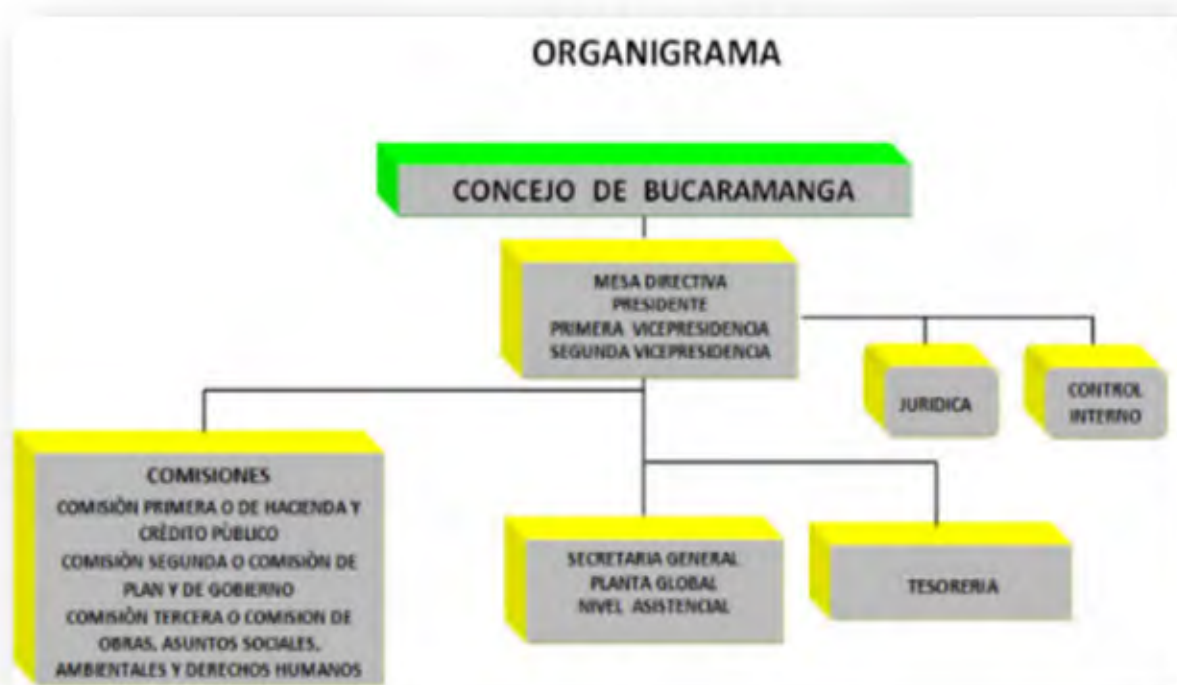 ORGANIGRAMA
CONCEJO DE BUCARAMANGA
MESA DIRECTIVA
PRESIDENTE
PRIMERA VICEPRESIDENCIA
SEGUNDA VICEPRESIDENCIA
JURIDICA
CONTROL
INTERNO
COMISIONES
COMISIÒN PRIMERA O DE HACIENDA Y
CRÈDITO PÙBLICO
COMISIÒN SEGUNDA O COMISIÒN DE
PLAN Y DE GOBIERNO
COMISIÒN TERCERA O COMISION DE
OBRAS, ASUNTOS SOCIALES,
AMBIENTALES Y DERECHOS HUMANOS
SECRETARIA GENERAL
PLANTA GLOBAL
NIVEL ASISTENCIAL
TESORERIA